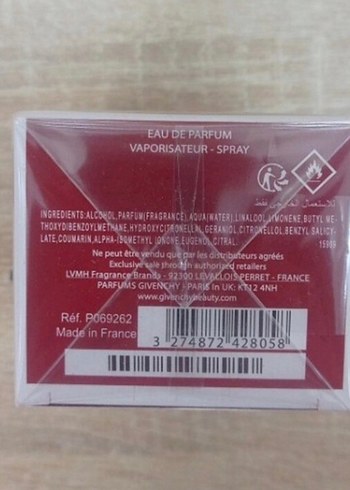 EAU DE PARFUM
VAPORISATEUR - SPRAY
للاستعمال الخارجي فقط
INGREDIENTS: ALCOHOL, PARFUM (FRAGRANCE), AQUA (WATER), LINALOOL, LIMONENE, BUTYL ME-
THOXYDIBENZOYLMETHANE, HYDROXYCITRONELLAL, GERANIOL, CITRONELLOL, BENZYL SALICY-
LATE, COUMARIN, ALPHA-ISOMETHYL IONONE, EUGENOL, CITRAL.
Ne peut être vendu que par les distributeurs agréés
Exclusive sale through authorized retailers
LVMH Fragrance Brands - 92300 LEVALLOIS PERRET - FRANCE
PARFUMS GIVENCHY - PARIS In UK: KT12 4NH
www.givenchybeauty.com
Réf. P069262
Made in France
3 274872 428058